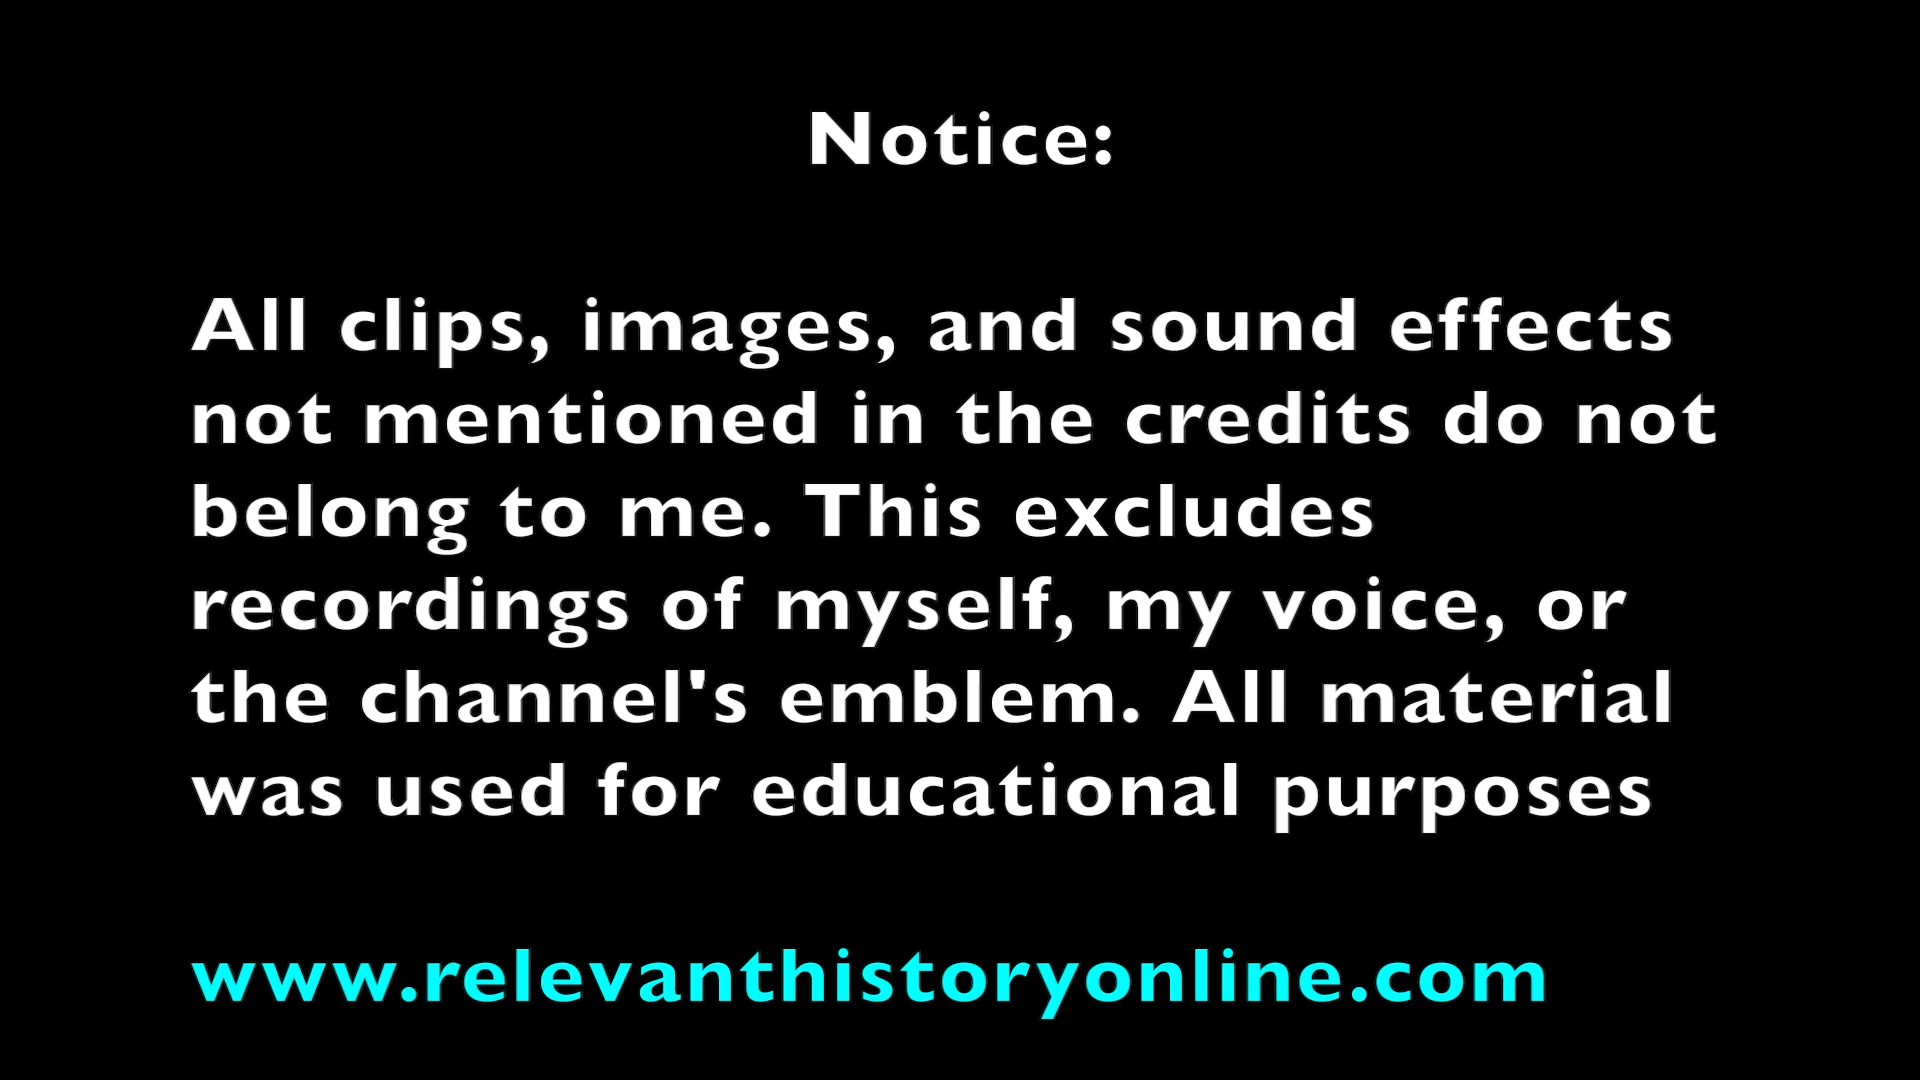 Notice:
All clips, images, and sound effects
not mentioned in the credits do not
belong to me. This excludes
recordings of myself, my voice, or
the channel's emblem. All material
was used for educational purposes
www.relevanthistoryonline.com